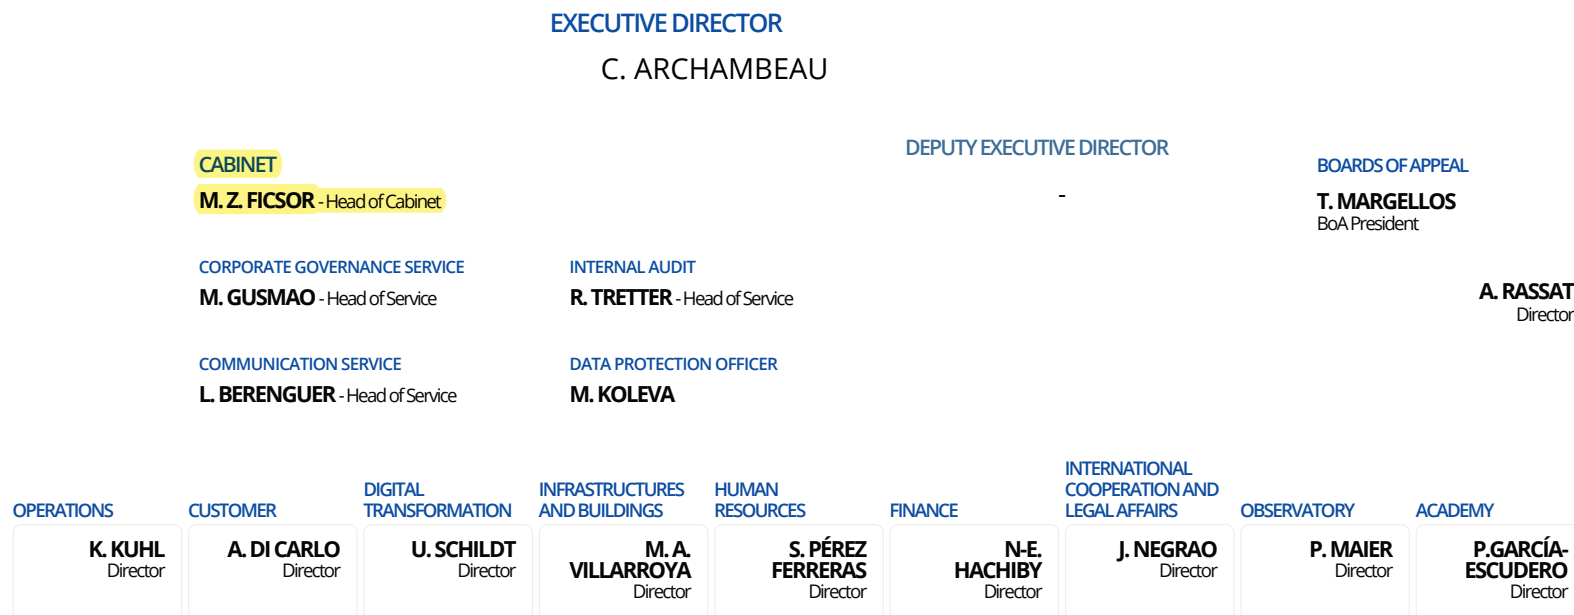 EXECUTIVE DIRECTOR
C. ARCHAMBEAU
DEPUTY EXECUTIVE DIRECTOR
-
CABINET
M. Z. FICSOR - Head of Cabinet
BOARDS OF APPEAL
T. MARGELLOS
BoA President
CORPORATE GOVERNANCE SERVICE
M. GUSMAO - Head of Service
INTERNAL AUDIT
R. TRETTER - Head of Service
A. RASSAT
Director
COMMUNICATION SERVICE
L. BERENGUER - Head of Service
DATA PROTECTION OFFICER
M. KOLEVA
OPERATIONS
K. KUHL
Director
CUSTOMER
A. DI CARLO
Director
DIGITAL
TRANSFORMATION
U. SCHILDT
Director
INFRASTRUCTURES
AND BUILDINGS
M. A.
VILLARROYA
Director
HUMAN
RESOURCES
S. PÉREZ
FERRERAS
Director
FINANCE
N-E.
HACHIBY
Director
INTERNATIONAL
COOPERATION AND
LEGAL AFFAIRS
J. NEGRAO
Director
OBSERVATORY
P. MAIER
Director
ACADEMY
P.GARCÍA-
ESCUDERO
Director